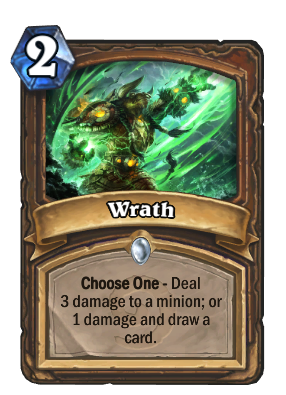 2
Wrath
Choose One - Deal
3 damage to a minion; or
1 damage and draw a
card.